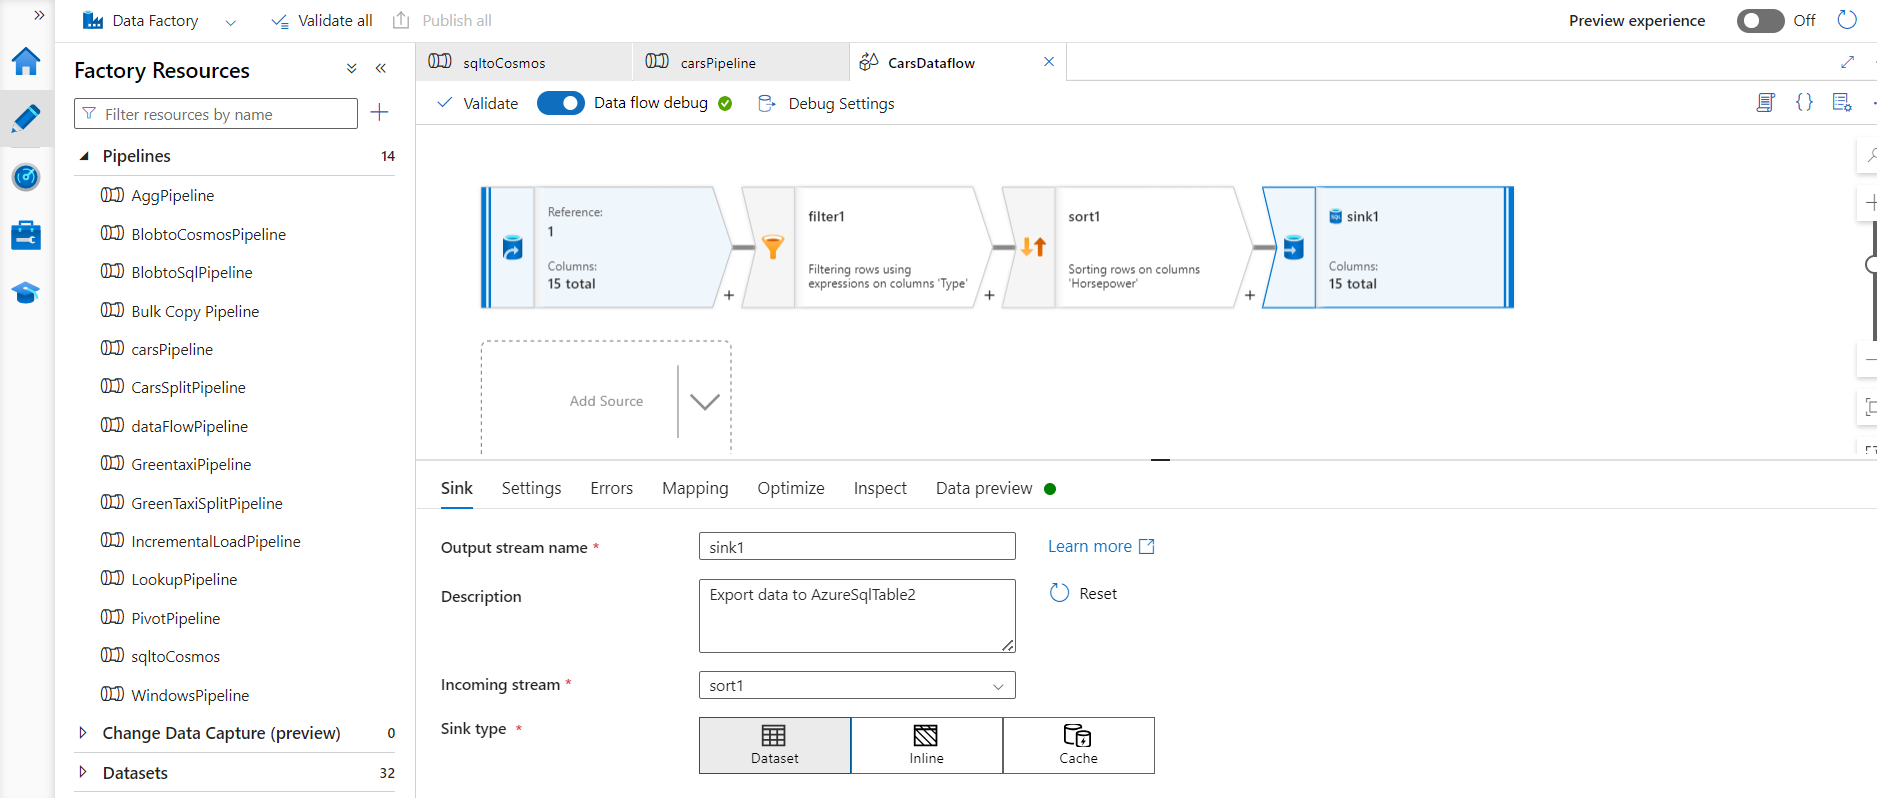 Data Factory
Validate all
Publish all
Preview experience
Off
Factory Resources
Filter resources by name
Pipelines 14
AggPipeline
BlobtoCosmosPipeline
BlobtoSqlPipeline
Bulk Copy Pipeline
carsPipeline
CarsSplitPipeline
dataFlowPipeline
GreentaxiPipeline
GreenTaxiSplitPipeline
IncrementalLoadPipeline
LookupPipeline
PivotPipeline
sqltoCosmos
WindowsPipeline
Change Data Capture (preview) 0
Datasets 32
sqltoCosmos
carsPipeline
CarsDataflow
Validate
Data flow debug
Debug Settings
Reference:
1
Columns:
15 total
filter1
Filtering rows using
expressions on columns 'Type'
sort1
Sorting rows on columns
'Horsepower'
SQL
sink1
Columns:
15 total
Add Source
Sink
Settings
Errors
Mapping
Optimize
Inspect
Data preview
Output stream name *
sink1
Learn more
Description
Export data to AzureSqlTable2
Reset
Incoming stream *
sort1
Sink type *
Dataset
Inline
Cache